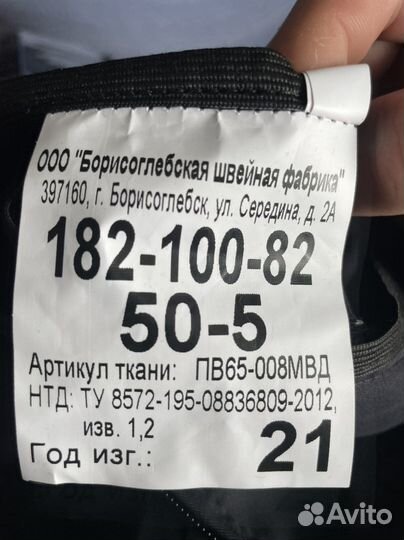 ООО "Борисоглебская швейная фабрика"
397160, г. Борисоглебск, ул. Середина, д. 2А
182-100-82
50-5
Артикул ткани: ПВ65-008МВД
НТД: ТУ 8572-195-08836809-2012,
изв. 1,2
Год изг.: 21
Avito